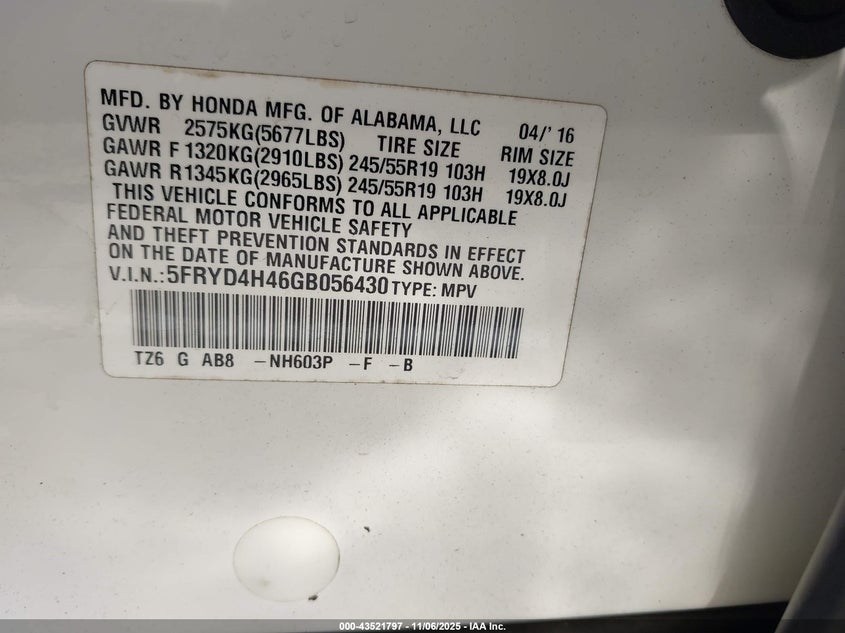 MFD. BY HONDA MFG. OF ALABAMA, LLC 04/' 16
GVWR 2575KG(5677LBS) TIRE SIZE RIM SIZE
GAWR F 1320KG(2910LBS) 245/55R19 103H 19X8.0J
GAWR R1345KG(2965LBS) 245/55R19 103H 19X8.0J
THIS VEHICLE CONFORMS TO ALL APPLICABLE
FEDERAL MOTOR VEHICLE SAFETY
AND THEFT PREVENTION STANDARDS IN EFFECT
ON THE DATE OF MANUFACTURE SHOWN ABOVE.
V.I.N.:5FRYD4H46GB056430 TYPE: MPV
TZ6 G AB8 -NH603P -F -B
000-43521797 - 11/06/2025 - IAA Inc.